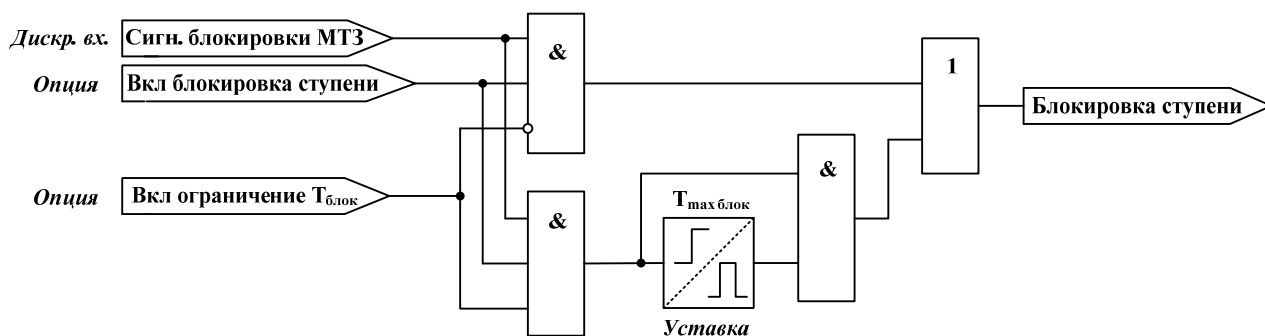 Дискр. вх.
Сигн. блокировки МТЗ
&
1
Опция
Вкл блокировка ступени
Блокировка ступени
Опция
Вкл ограничение Tблок
&
Tmax блок
&
Уставка